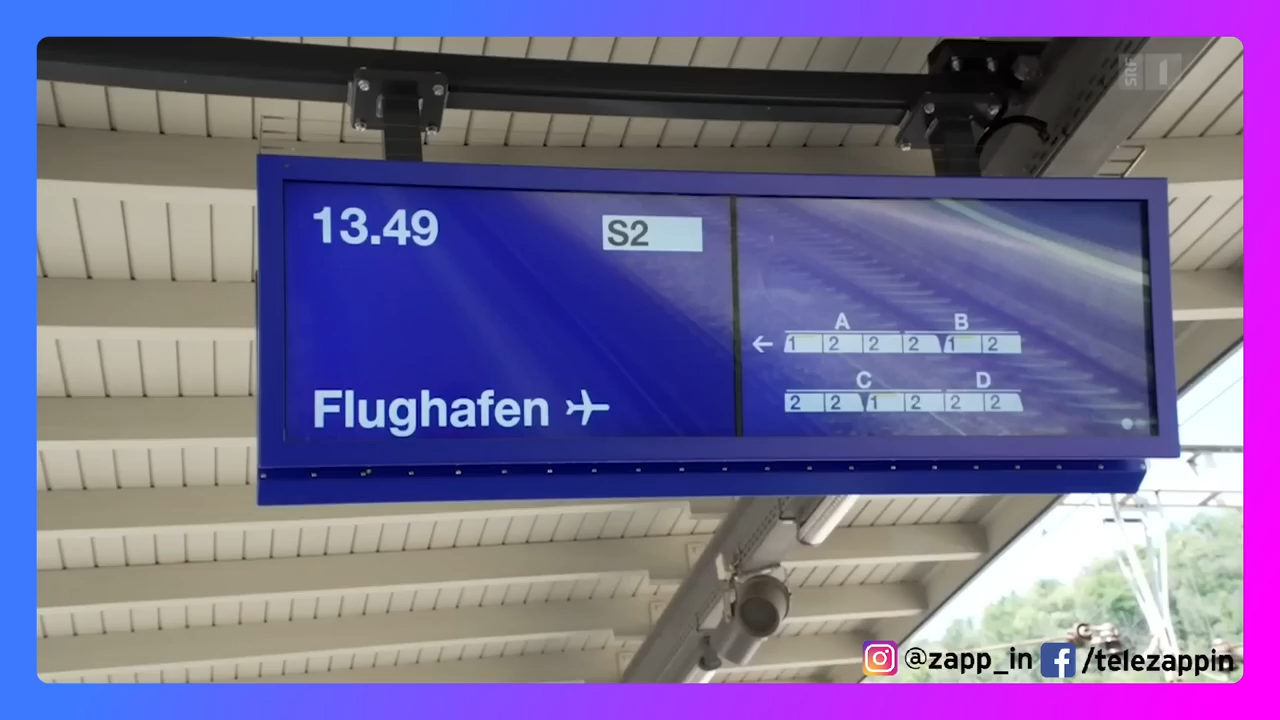 SRF 1
13.49 S2
Flughafen
A B
← 1 2 2 2 1 2
C D
2 2 1 2 2 2
@zapp_in /telezappin